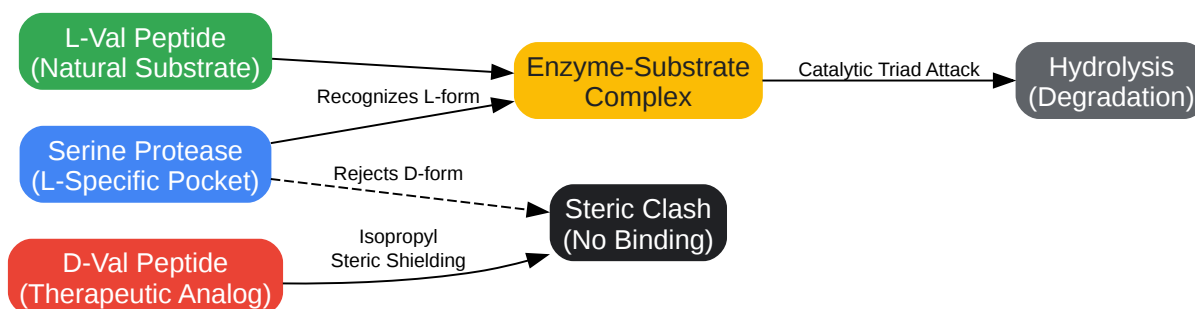 L-Val Peptide
(Natural Substrate)
Enzyme-Substrate
Complex
Catalytic Triad Attack
Hydrolysis
(Degradation)
Recognizes L-form
Serine Protease
(L-Specific Pocket)
Rejects D-form
Steric Clash
(No Binding)
Isopropyl
Steric Shielding
D-Val Peptide
(Therapeutic Analog)